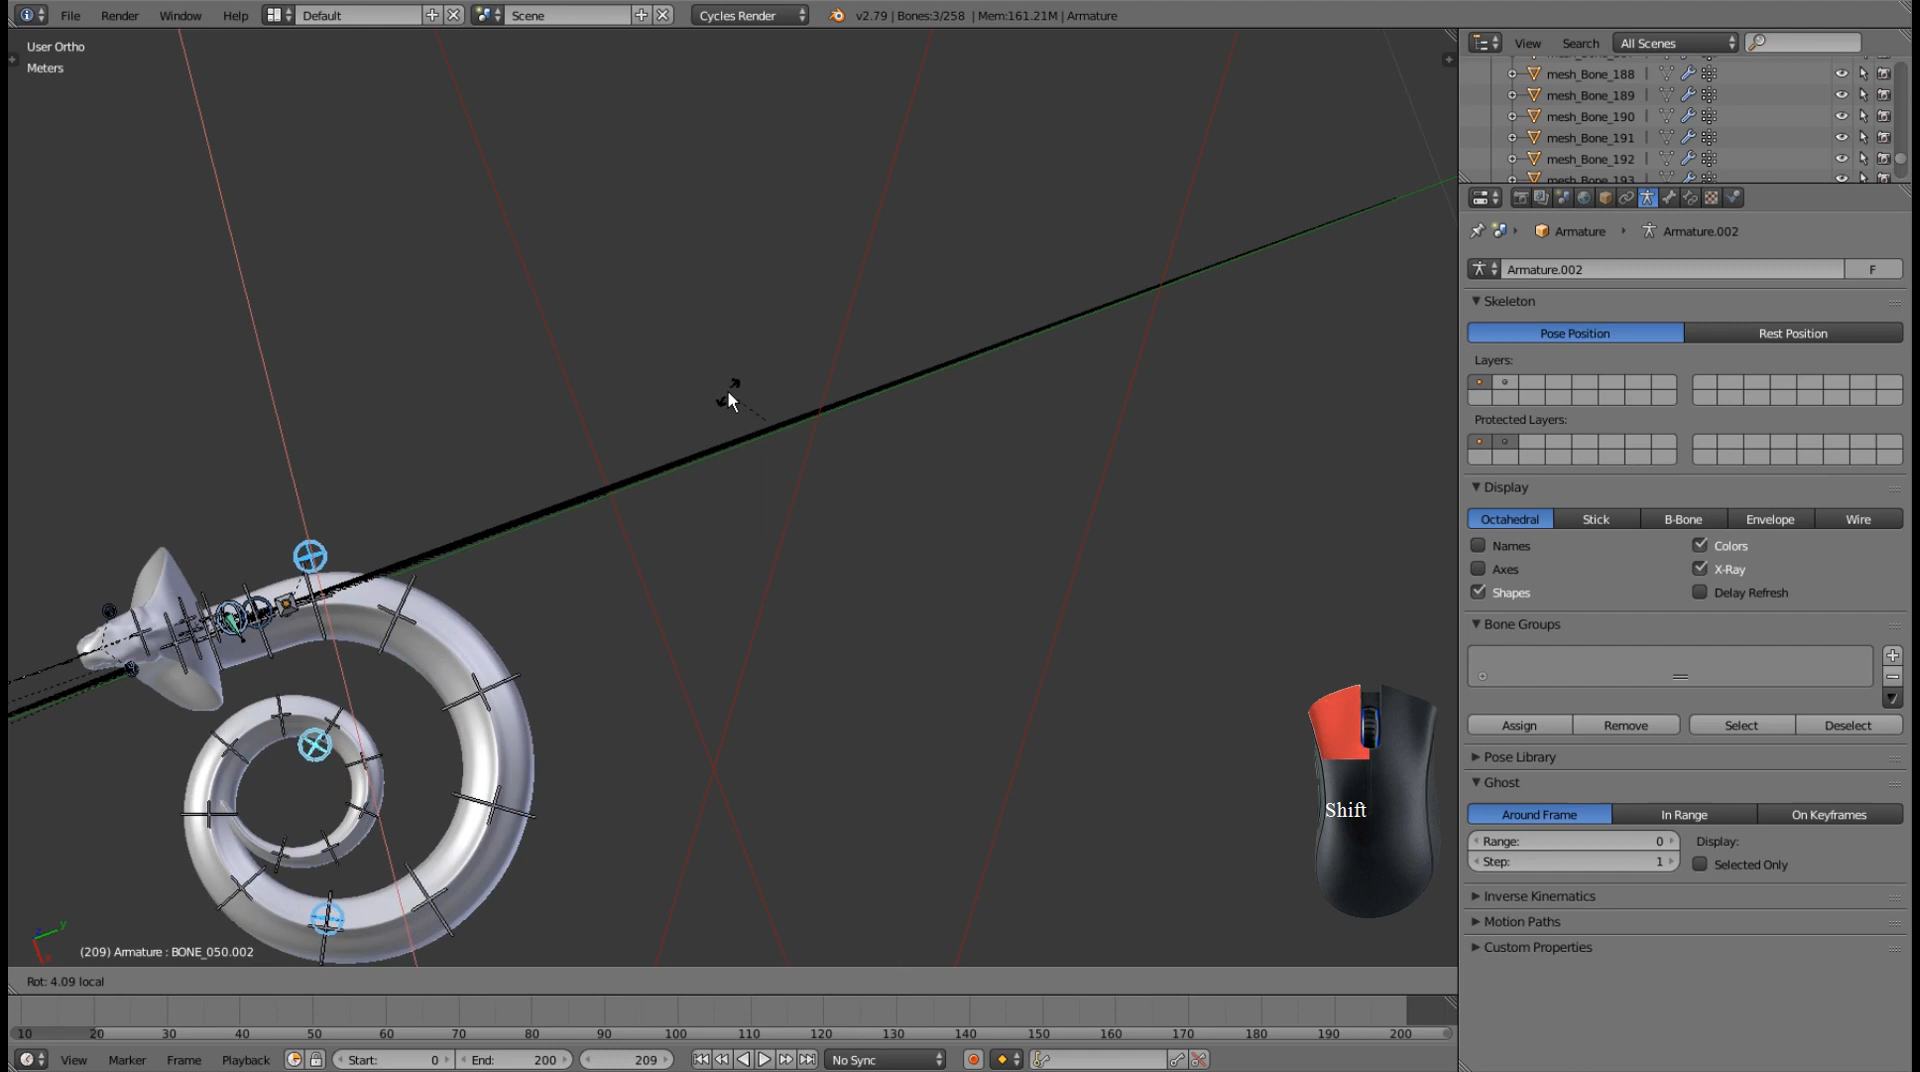 File Render Window Help Default Scene Cycles Render v2.79 | Bones:3/258 | Mem:161.21M | Armature
User Ortho
Meters
(209) Armature : BONE_050.002
Rot: 4.09 local
Shift
10 20 30 40 50 60 70 80 90 100 110 120 130 140 150 160 170 180 190 200
View Marker Frame Playback Start: 0 End: 200 209 No Sync
View Search All Scenes
mesh_Bone_188
mesh_Bone_189
mesh_Bone_190
mesh_Bone_191
mesh_Bone_192
mesh_Bone_193
Armature Armature.002
Armature.002 F
Skeleton
Pose Position Rest Position
Layers:
Protected Layers:
Display
Octahedral Stick B-Bone Envelope Wire
Names Colors
Axes X-Ray
Shapes Delay Refresh
Bone Groups
Assign Remove Select Deselect
Pose Library
Ghost
Around Frame In Range On Keyframes
Range: 0 Display:
Step: 1 Selected Only
Inverse Kinematics
Motion Paths
Custom Properties